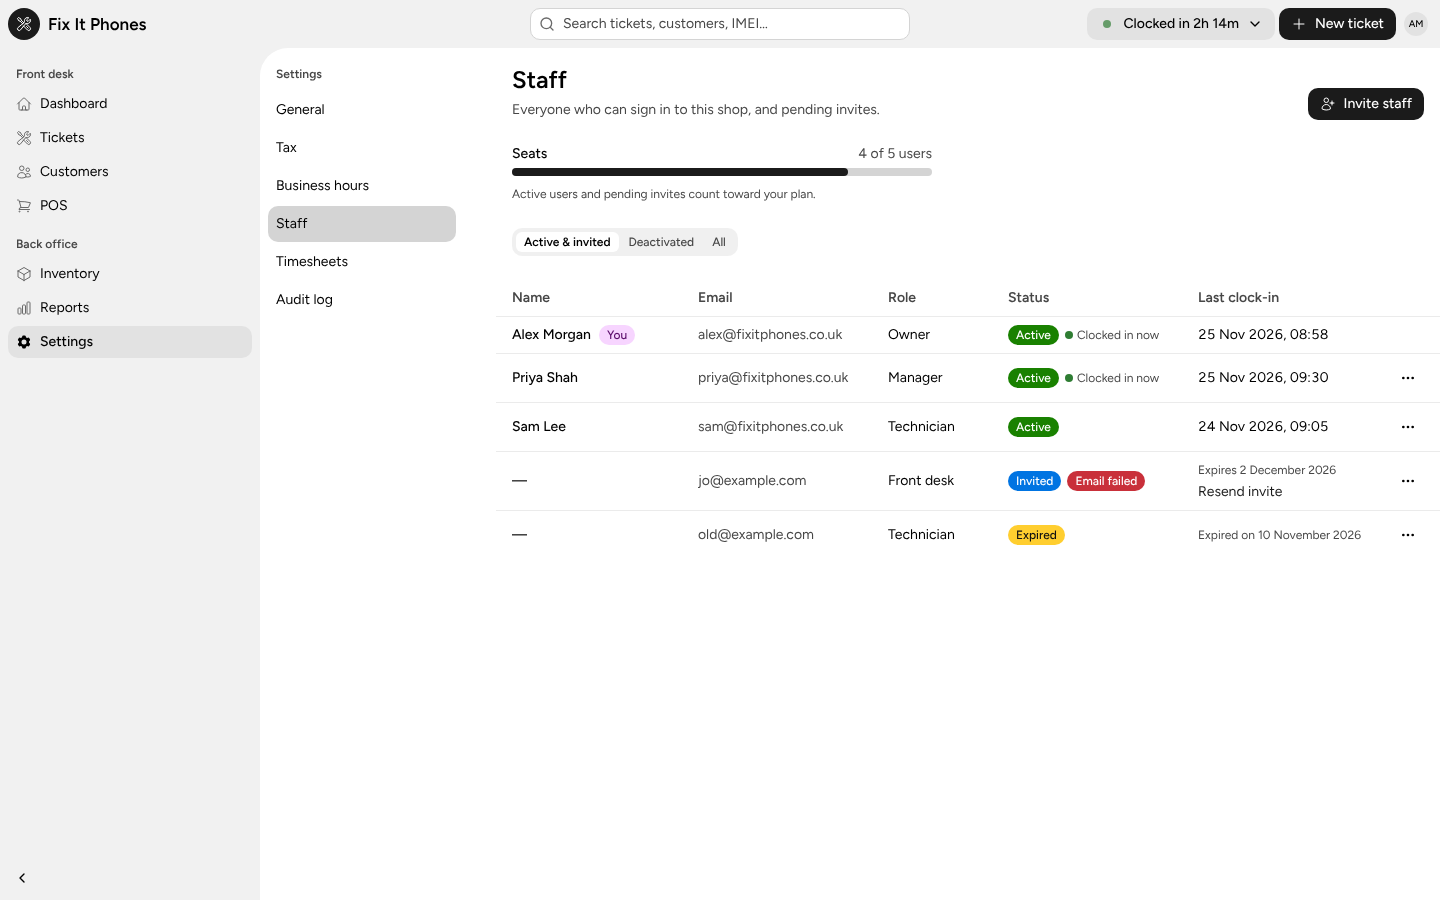 Fix It Phones
Search tickets, customers, IMEI...
Clocked in 2h 14m
New ticket
AM
Front desk
Dashboard
Tickets
Customers
POS
Back office
Inventory
Reports
Settings
Settings
General
Tax
Business hours
Staff
Timesheets
Audit log
Staff
Everyone who can sign in to this shop, and pending invites.
Invite staff
Seats 4 of 5 users
Active users and pending invites count toward your plan.
Active & invited Deactivated All
Name Email Role Status Last clock-in
Alex Morgan You alex@fixitphones.co.uk Owner Active Clocked in now 25 Nov 2026, 08:58
Priya Shah priya@fixitphones.co.uk Manager Active Clocked in now 25 Nov 2026, 09:30
Sam Lee sam@fixitphones.co.uk Technician Active 24 Nov 2026, 09:05
— jo@example.com Front desk Invited Email failed Expires 2 December 2026
Resend invite
— old@example.com Technician Expired Expired on 10 November 2026